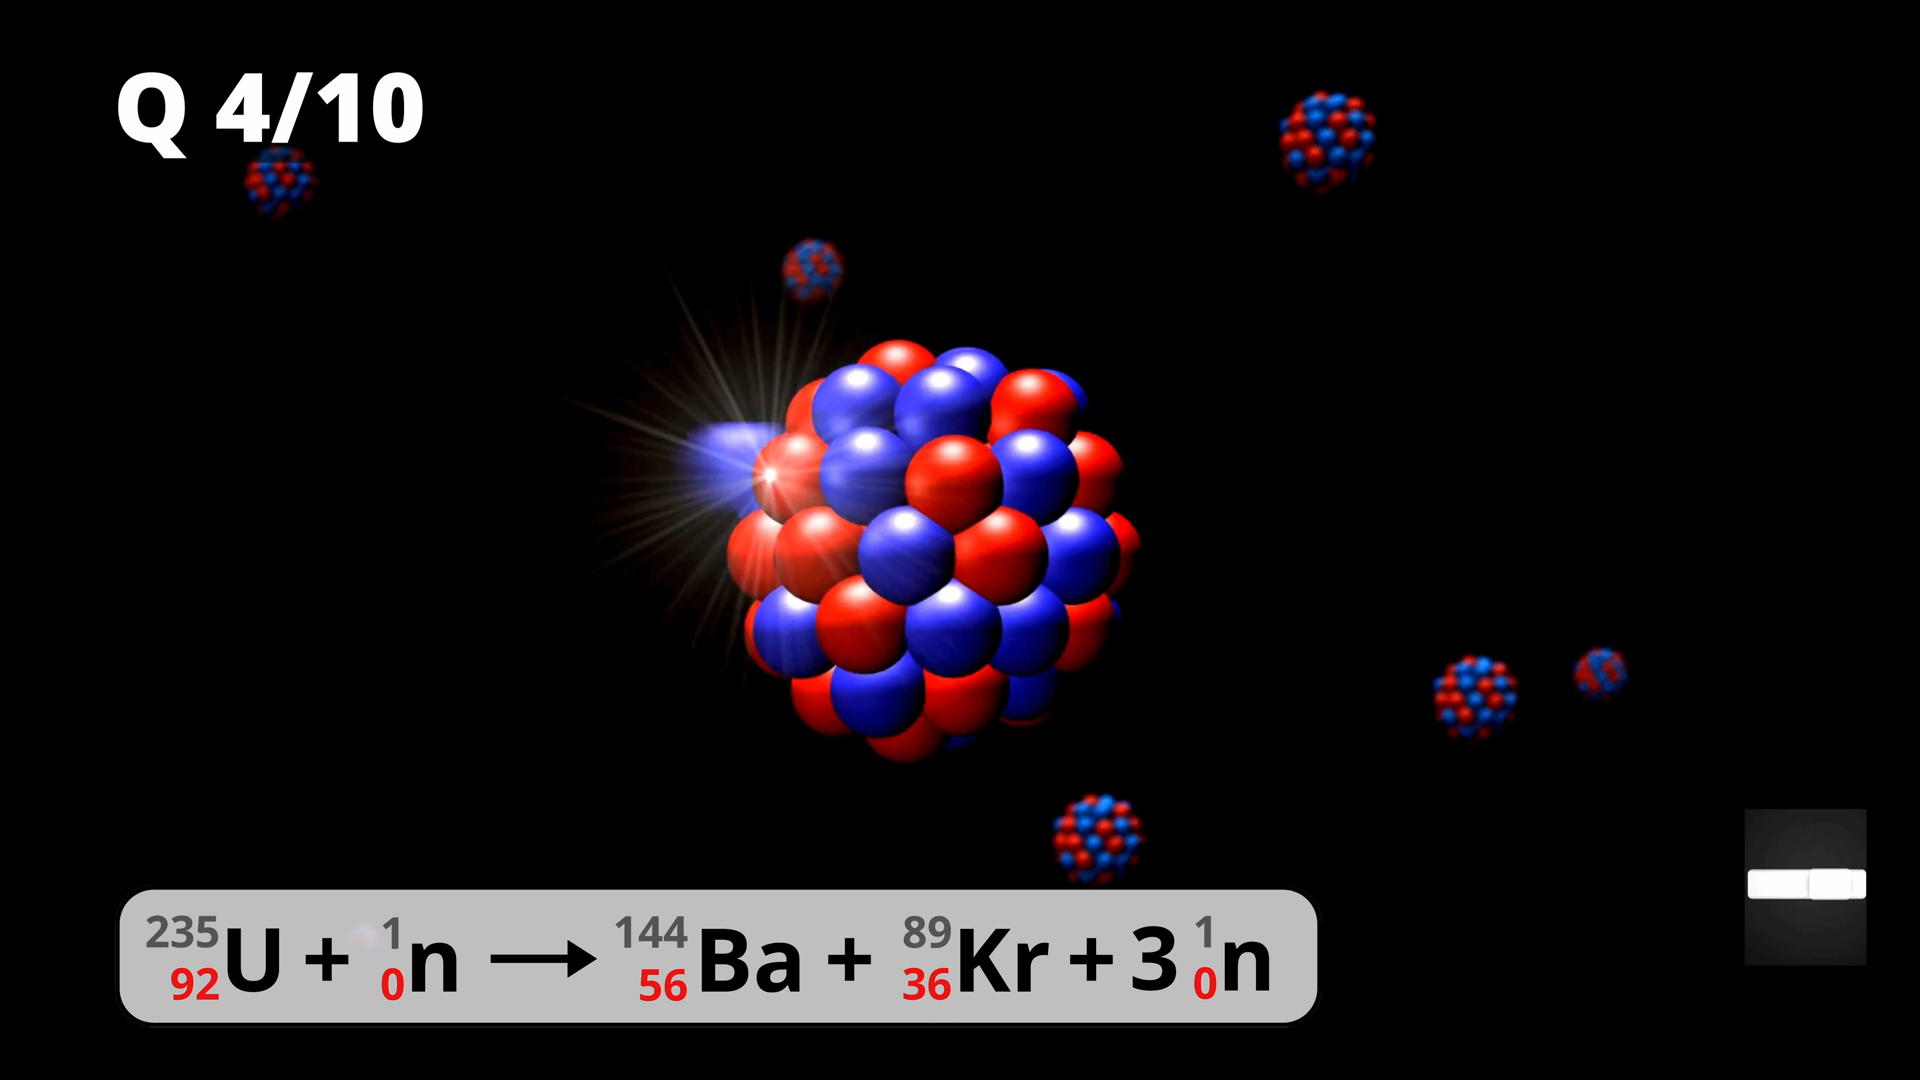 Q 4/10
²³⁵₉₂U + ¹₀n ⟶ ¹⁴⁴₅₆Ba + ⁸⁹₃₆Kr + 3 ¹₀n